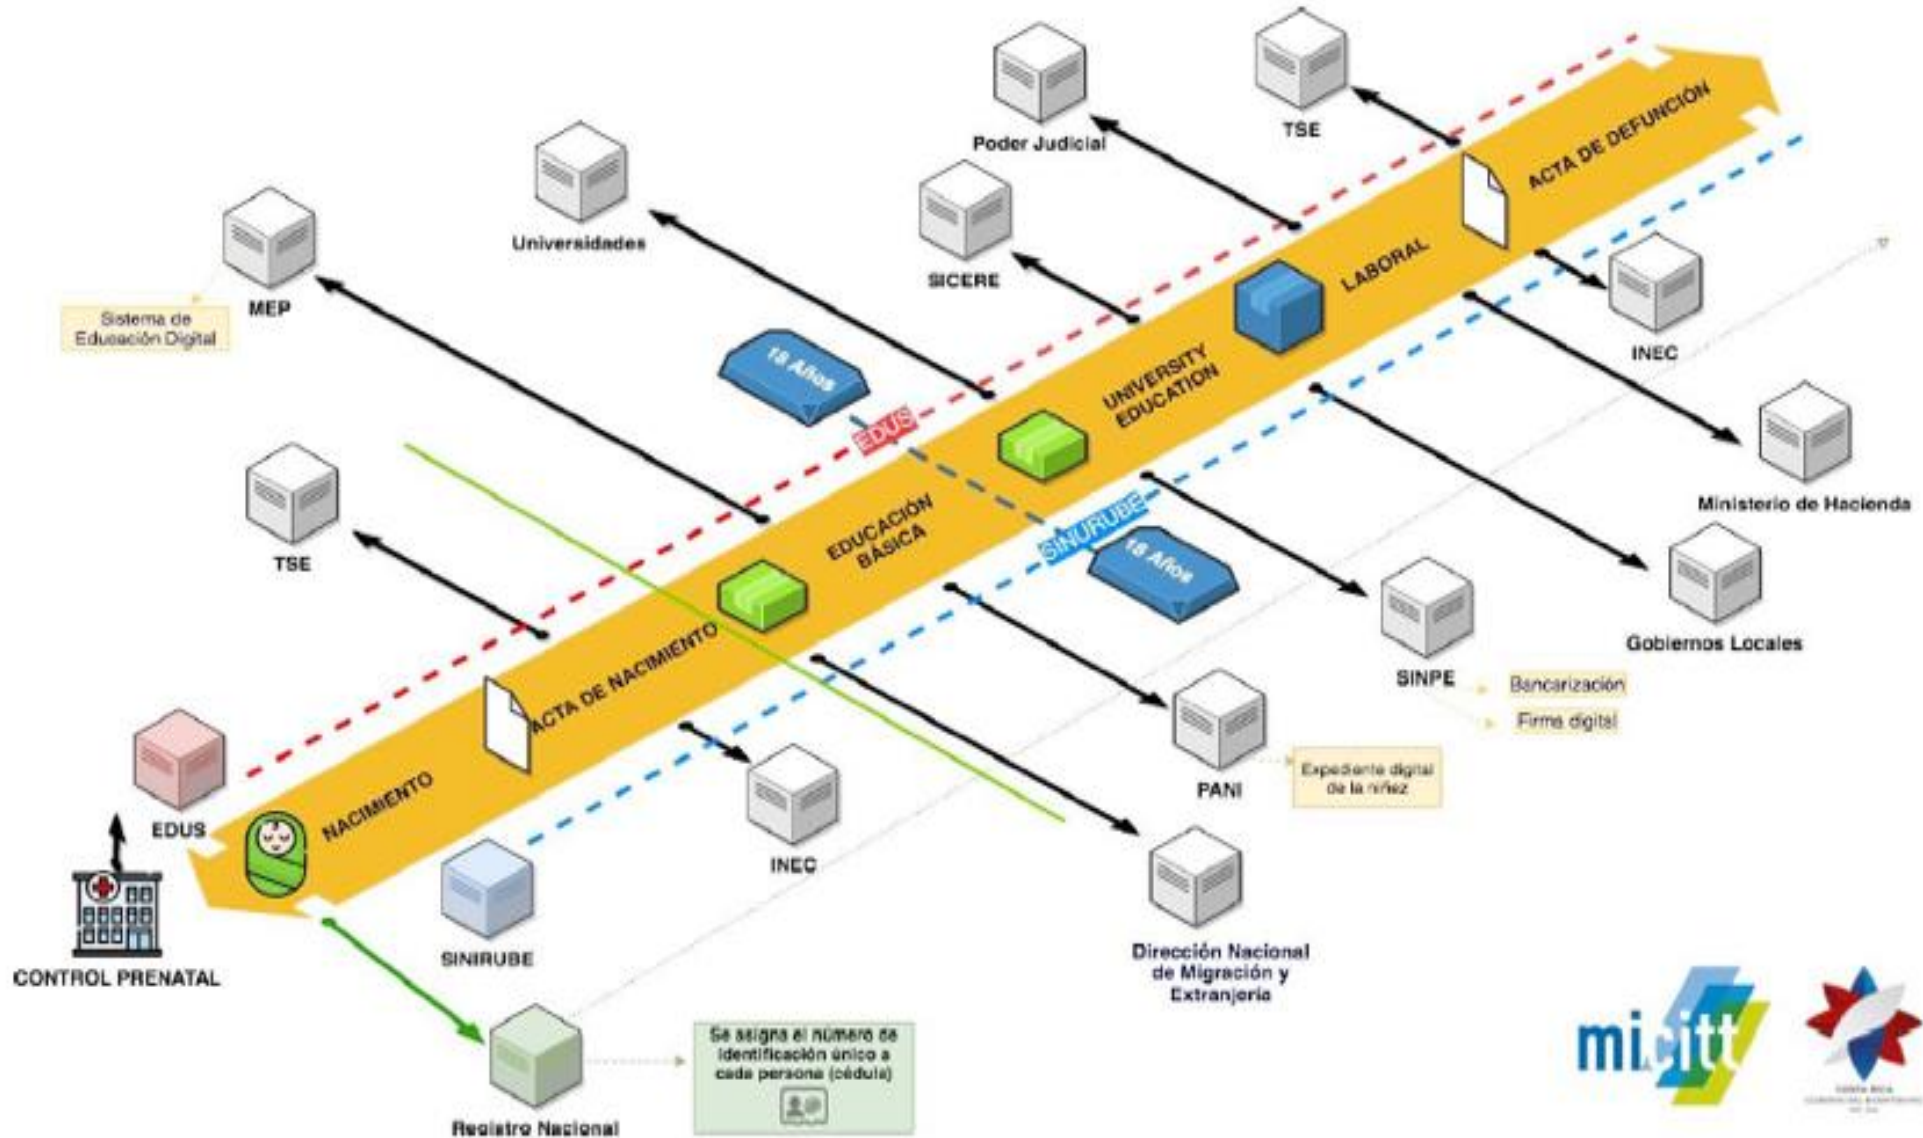 TSE
Poder Judicial
ACTA DE DEFUNCIÓN
Universidades
SICERE
LABORAL
MEP
Sistema de
Educación Digital
18 Años
INEC
UNIVERSITY
EDUCATION
EDUS
Ministerio de Hacienda
EDUCACIÓN
BÁSICA
SINURUBE
18 Años
TSE
Gobiernos Locales
SINPE
Bancarización
Firma digital
ACTA DE NACIMIENTO
PANI
Expediente digital
de la niñez
NACIMIENTO
EDUS
INEC
CONTROL PRENATAL
SINIRUBE
Dirección Nacional
de Migración y
Extranjería
Se asigna el número de
identificación único a
cada persona (cédula)
Registro Nacional
micitt
COSTA RICA